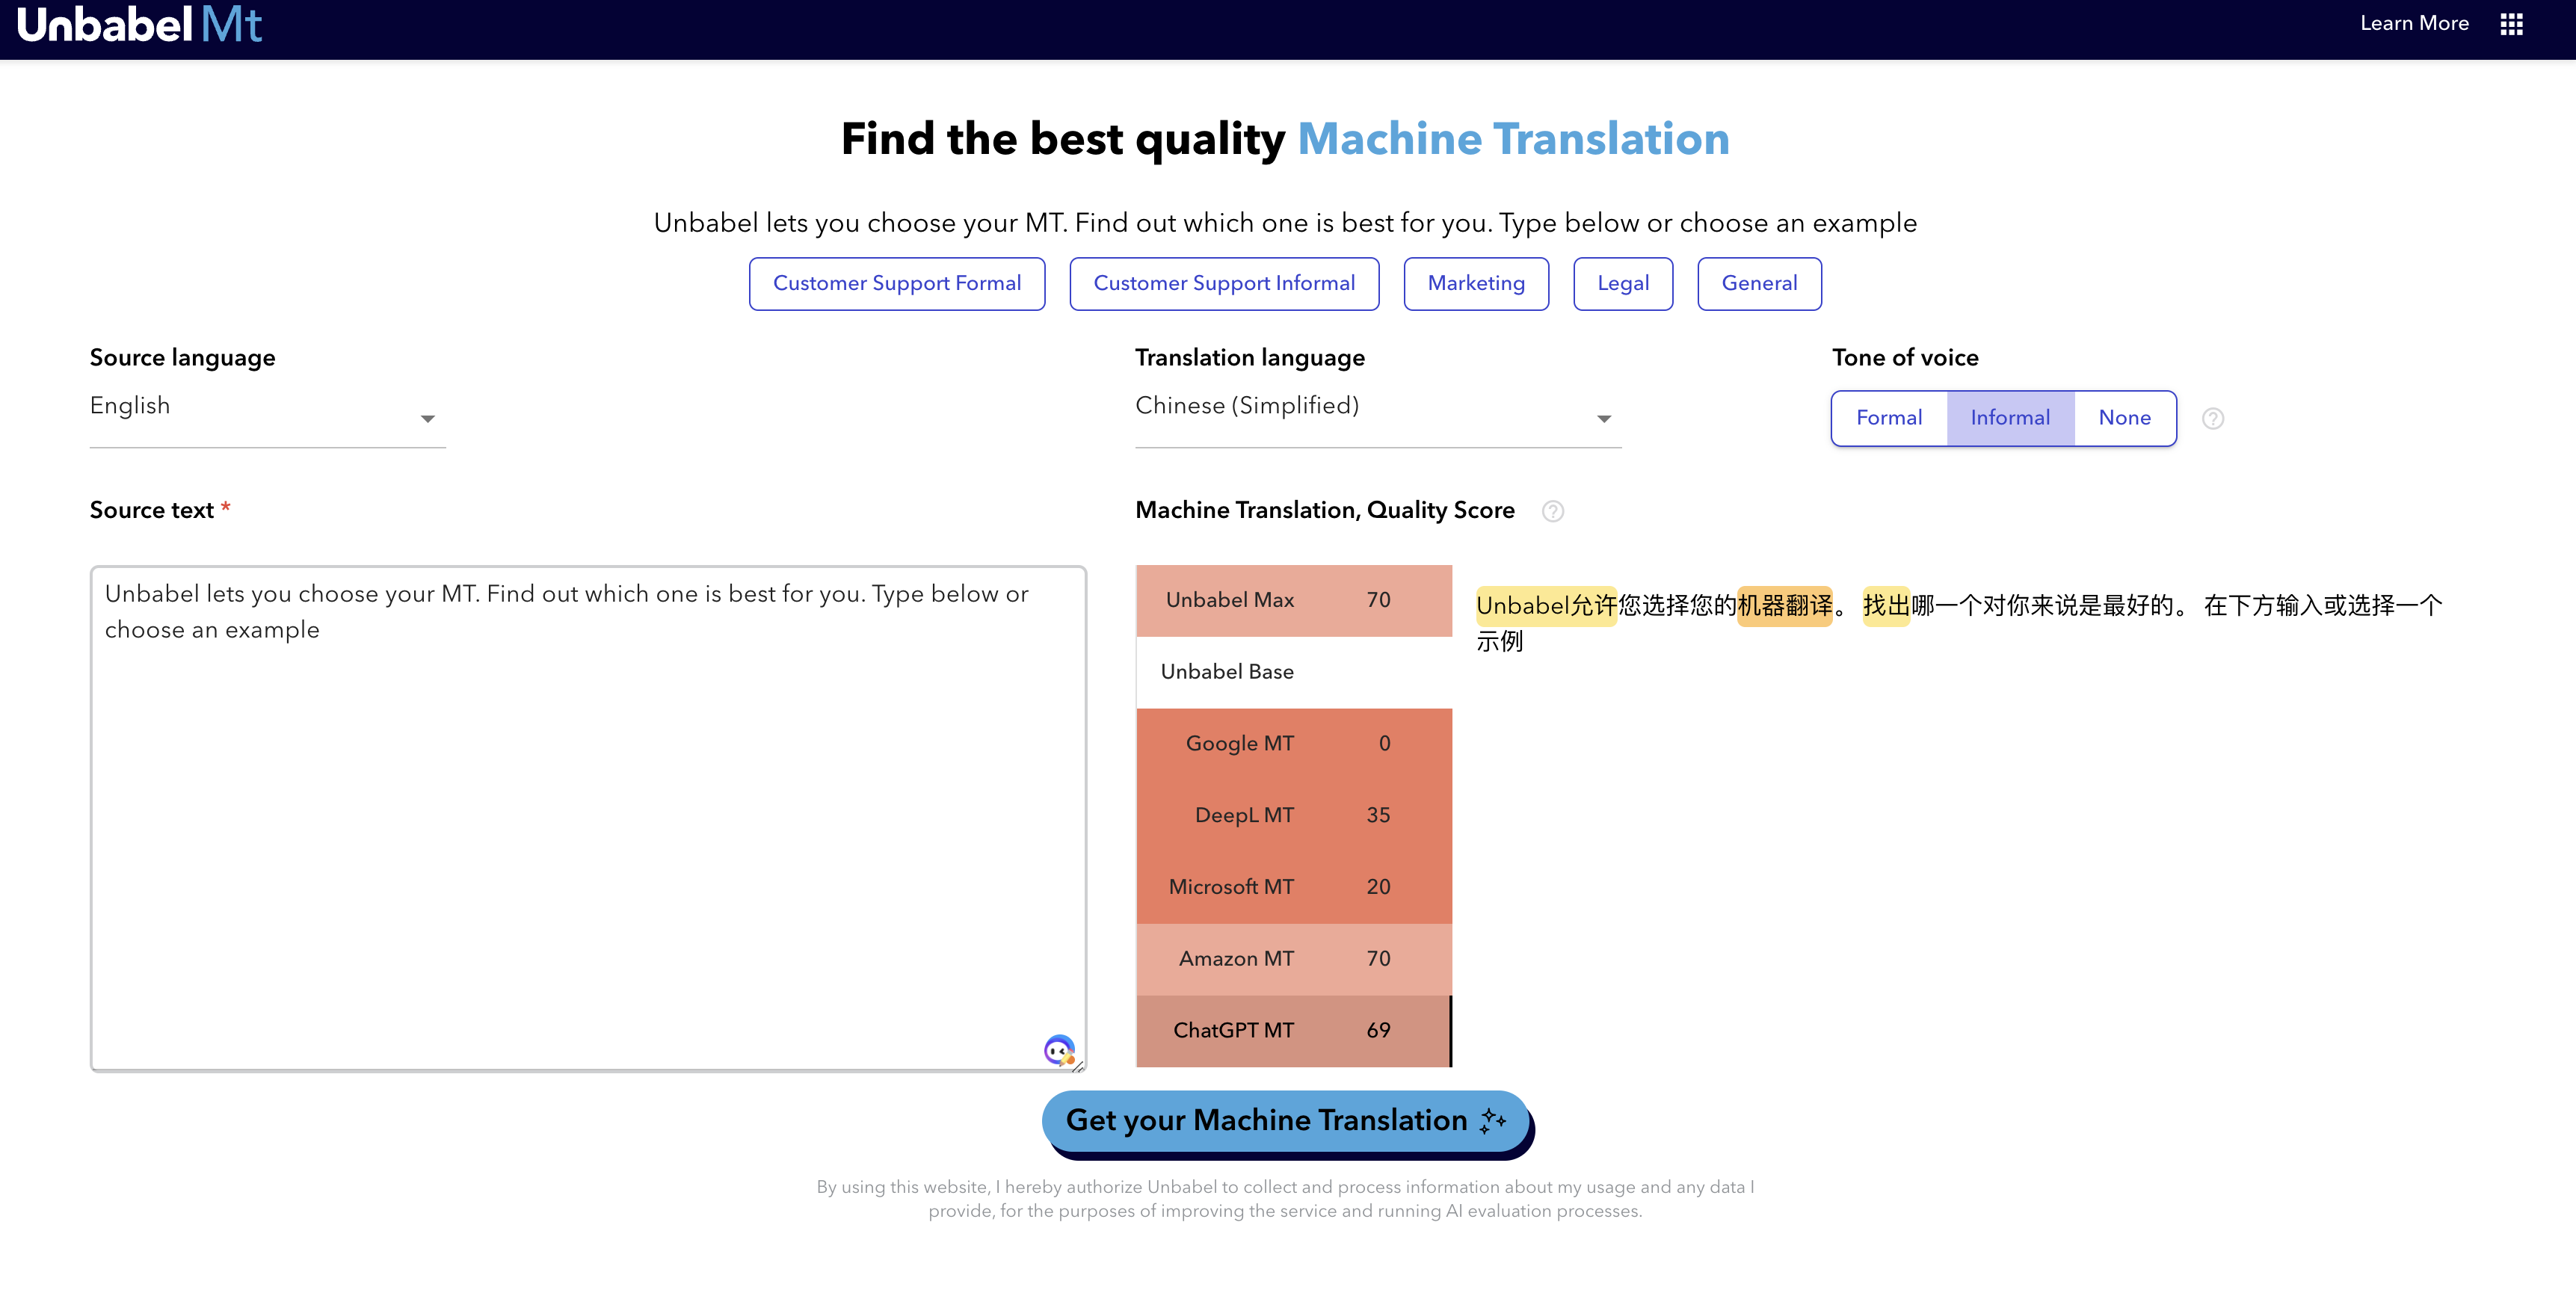 Unbabel Mt
Learn More
Find the best quality Machine Translation
Unbabel lets you choose your MT. Find out which one is best for you. Type below or choose an example
Customer Support Formal
Customer Support Informal
Marketing
Legal
General
Source language
English
Translation language
Chinese (Simplified)
Tone of voice
Formal
Informal
None
?
Source text *
Unbabel lets you choose your MT. Find out which one is best for you. Type below or
choose an example
Machine Translation, Quality Score
?
Unbabel Max 70
Unbabel Base
Google MT 0
DeepL MT 35
Microsoft MT 20
Amazon MT 70
ChatGPT MT 69
Unbabel允许您选择您的机器翻译。 找出哪一个对你来说是最好的。 在下方输入或选择一个
示例
Get your Machine Translation
By using this website, I hereby authorize Unbabel to collect and process information about my usage and any data I
provide, for the purposes of improving the service and running AI evaluation processes.